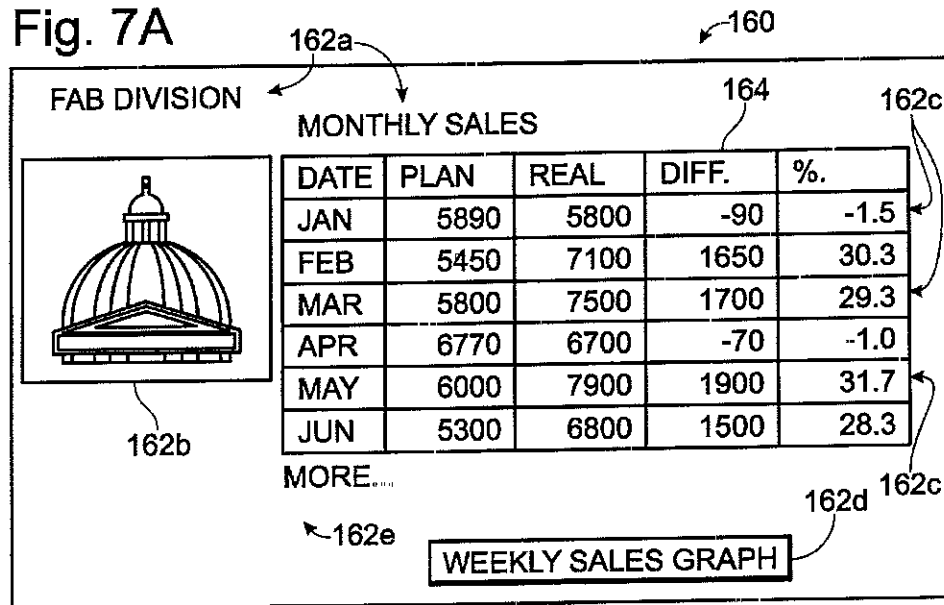 Fig. 7A
162a
160
FAB DIVISION
164
162c
MONTHLY SALES
DATE PLAN REAL DIFF. %.
JAN 5890 5800 -90 -1.5
FEB 5450 7100 1650 30.3
MAR 5800 7500 1700 29.3
APR 6770 6700 -70 -1.0
MAY 6000 7900 1900 31.7
JUN 5300 6800 1500 28.3
162b
MORE....
162c
162d
162e
WEEKLY SALES GRAPH